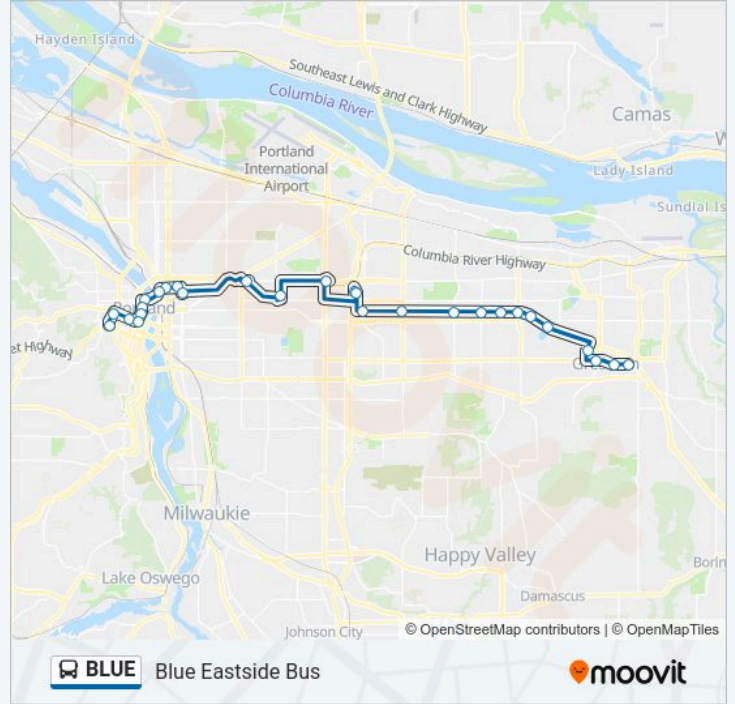 Hayden Island
Southeast Lewis and Clark Highway
Columbia River
Camas
Portland
International
Airport
Lady Island
Sundial Is
Columbia River Highway
Portland
et Highway
Gresham
Milwaukie
Happy Valley
Lake Oswego
Damascus
Borin
Johnson City
© OpenStreetMap contributors | © OpenMapTiles
BLUE Blue Eastside Bus
moovit